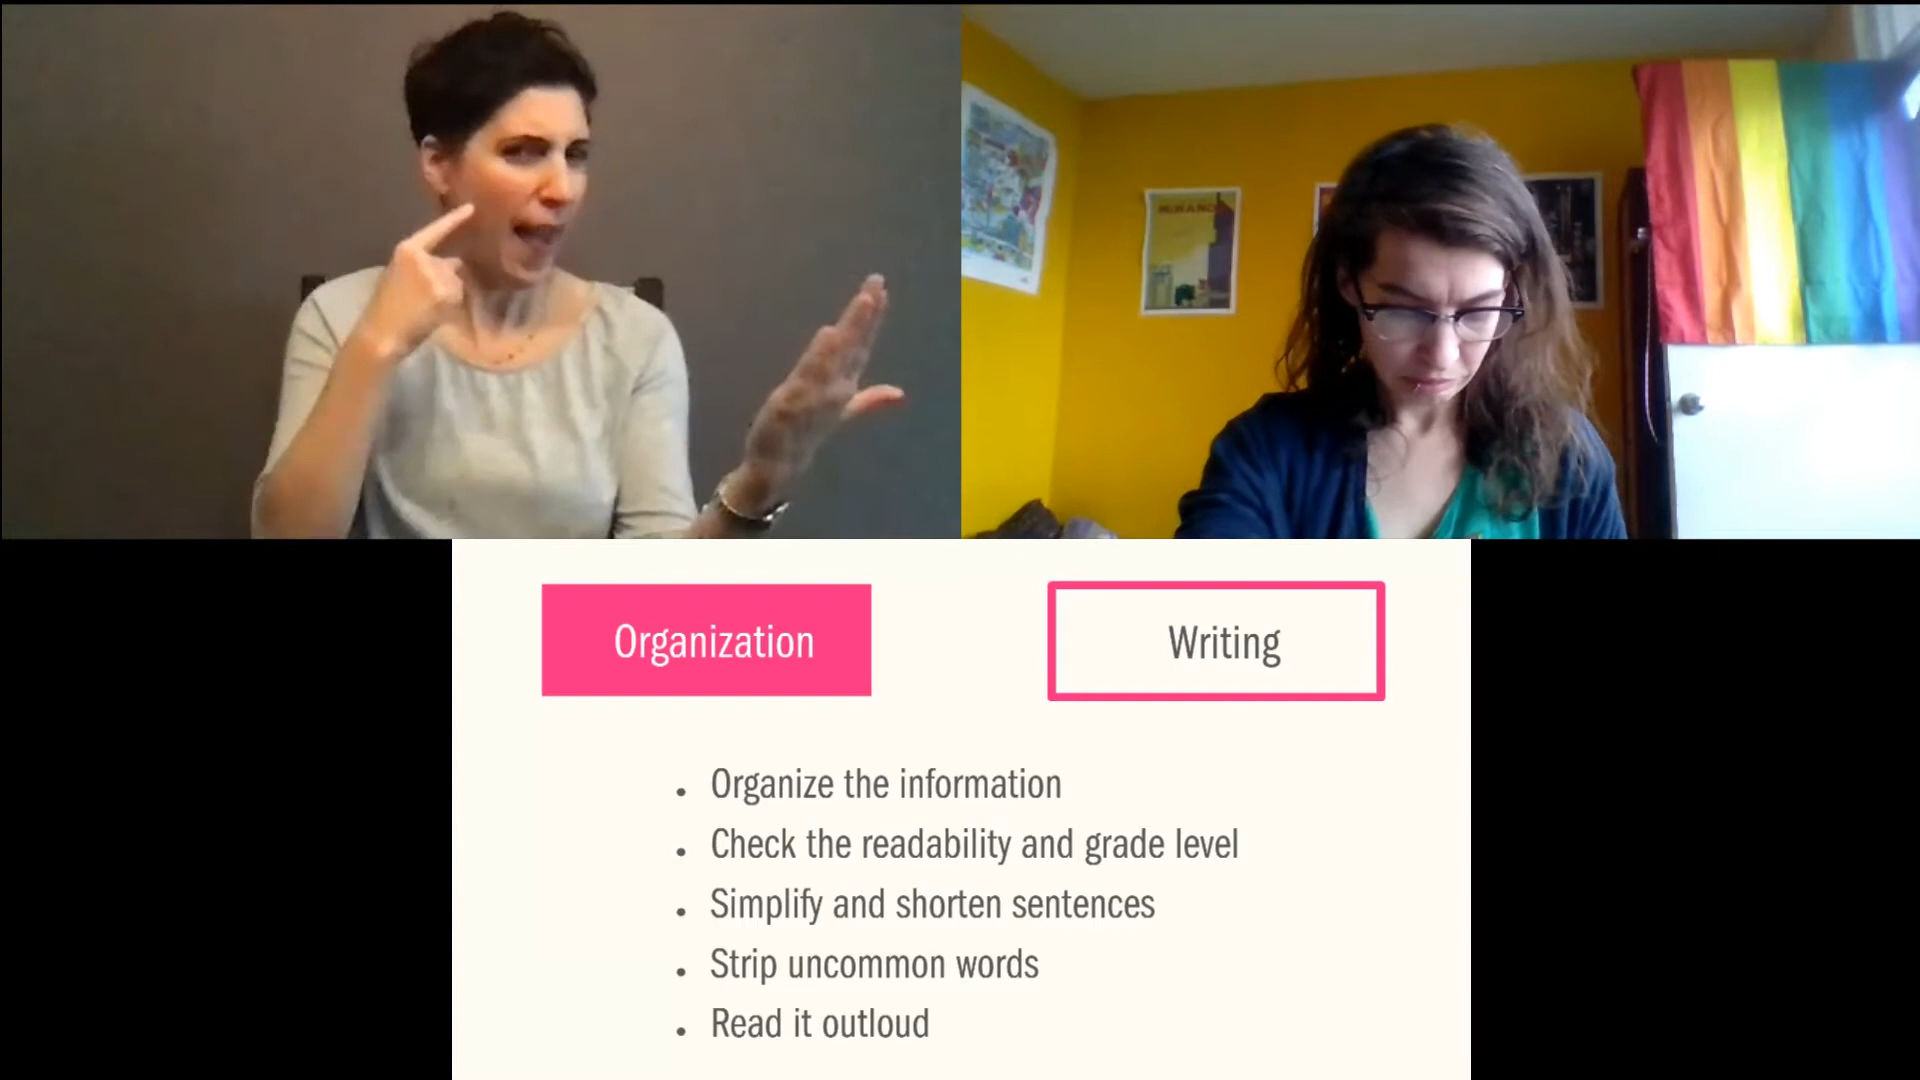 Organization
Writing
Organize the information
Check the readability and grade level
Simplify and shorten sentences
Strip uncommon words
Read it outloud